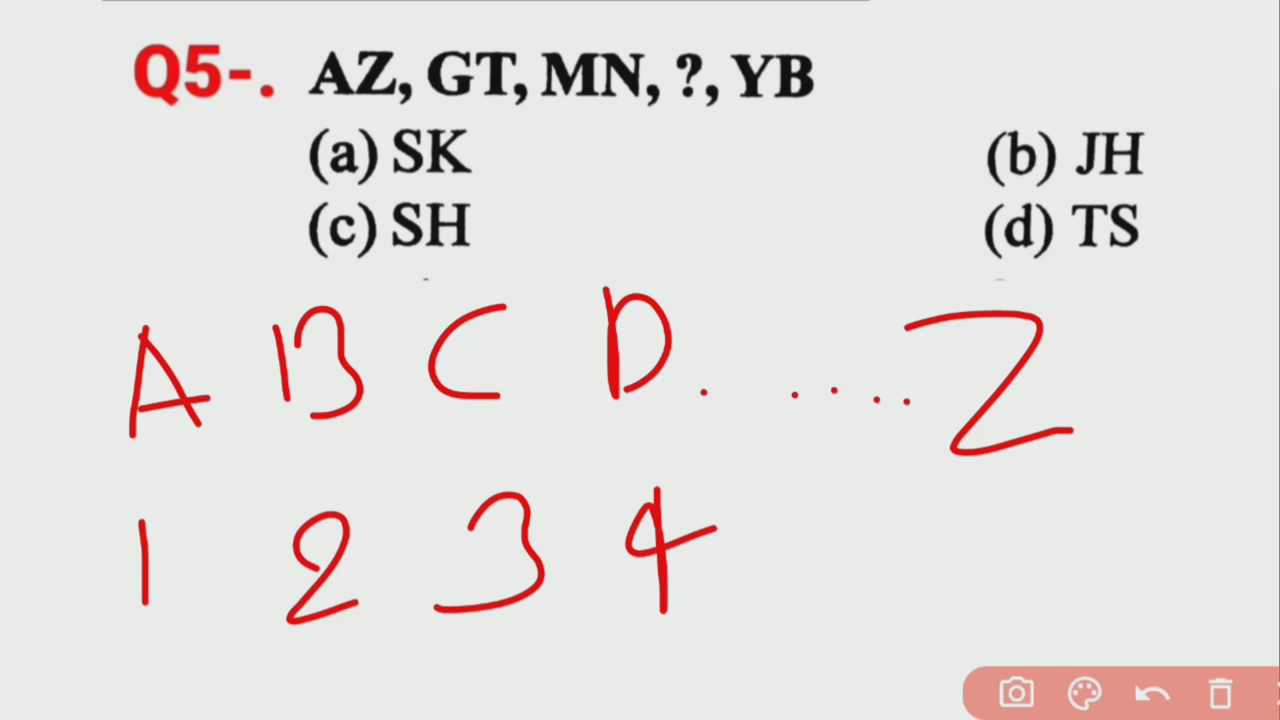 Q5-. AZ, GT, MN, ?, YB
(a) SK (b) JH
(c) SH (d) TS
A B C D . .... Z
1 2 3 4